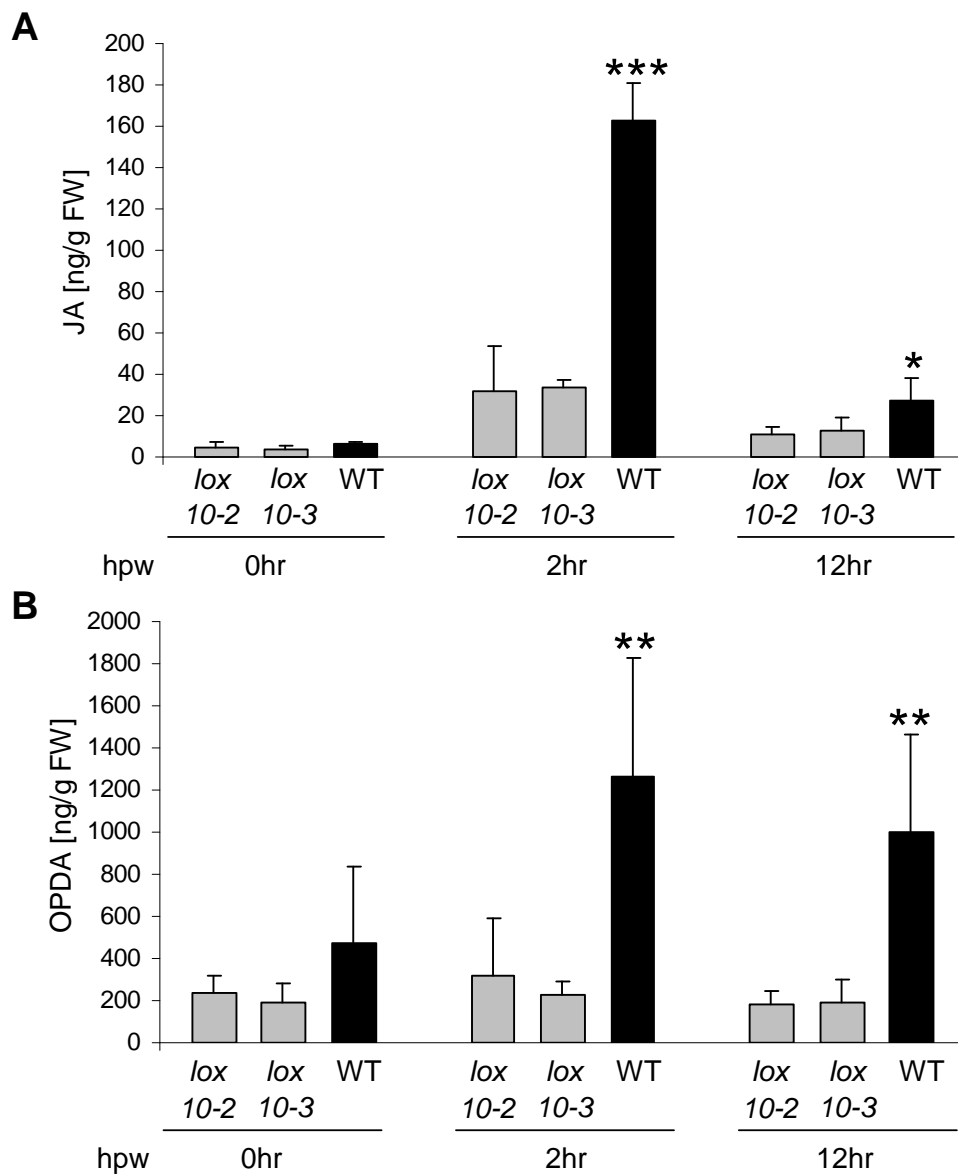 A
JA [ng/g FW]
200
180
160
140
120
100
80
60
40
20
0
***
*
lox lox WT lox lox WT lox lox WT
10-2 10-3 10-2 10-3 10-2 10-3
hpw 0hr 2hr 12hr
B
OPDA [ng/g FW]
2000
1800
1600
1400
1200
1000
800
600
400
200
0
**
**
lox lox WT lox lox WT lox lox WT
10-2 10-3 10-2 10-3 10-2 10-3
hpw 0hr 2hr 12hr